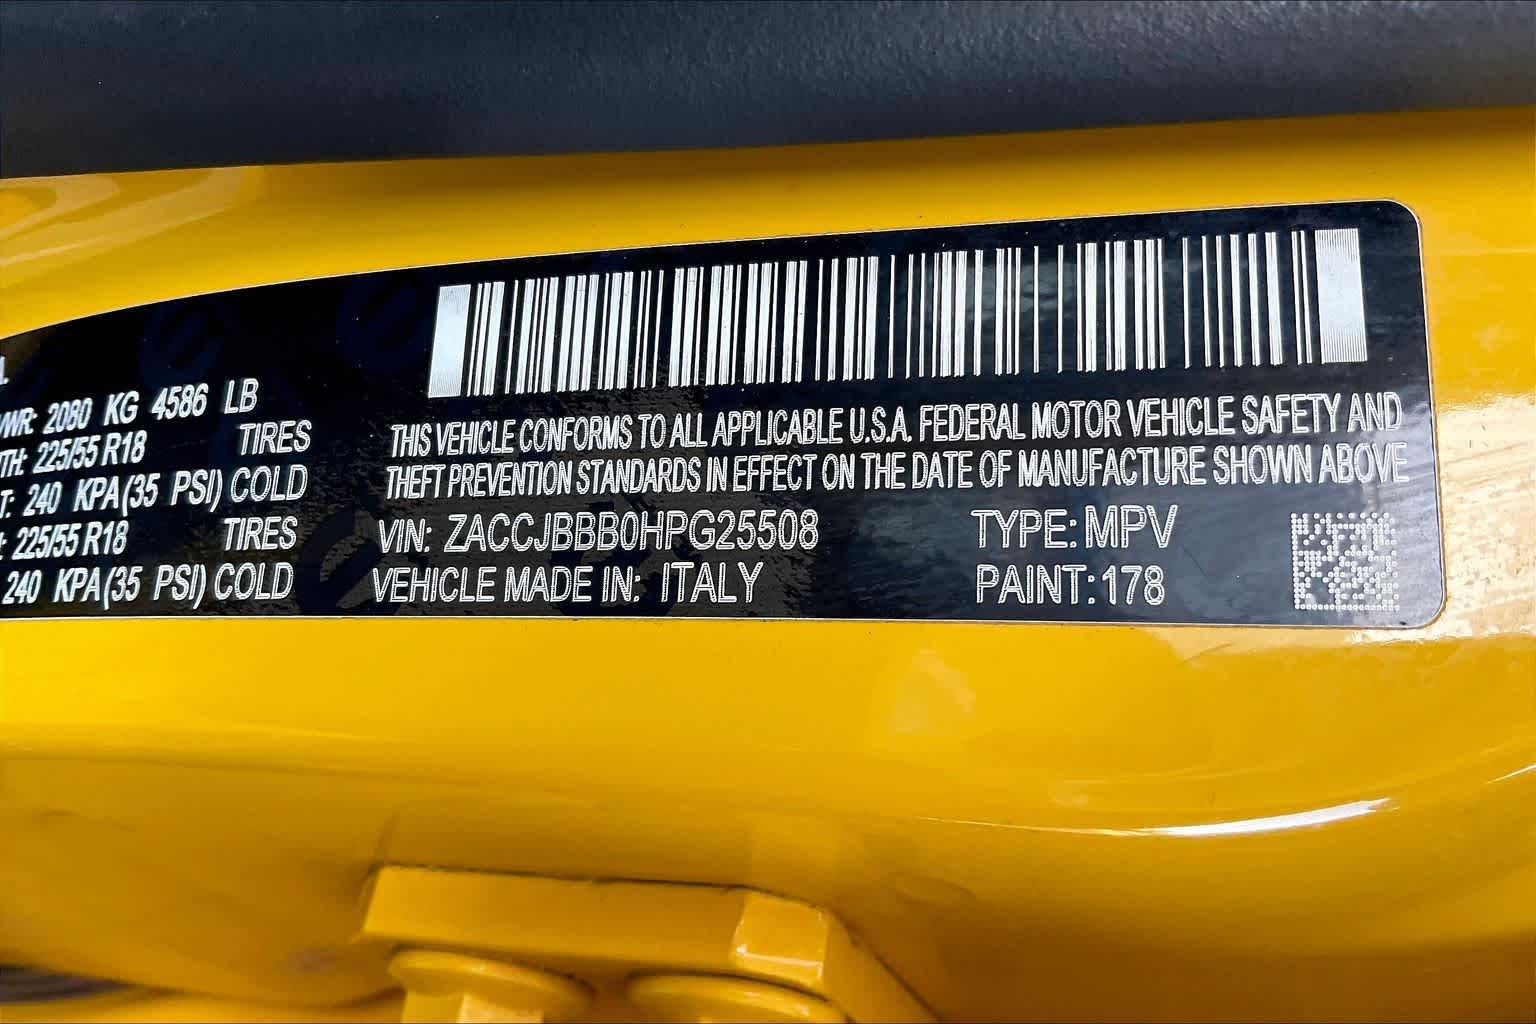 2080 KG 4586 LB
225/55 R18 TIRES
240 KPA(35 PSI) COLD
225/55 R18 TIRES
240 KPA(35 PSI) COLD
THIS VEHICLE CONFORMS TO ALL APPLICABLE U.S.A. FEDERAL MOTOR VEHICLE SAFETY AND
THEFT PREVENTION STANDARDS IN EFFECT ON THE DATE OF MANUFACTURE SHOWN ABOVE
VIN: ZACCJBBB0HPG25508 TYPE: MPV
VEHICLE MADE IN: ITALY PAINT: 178